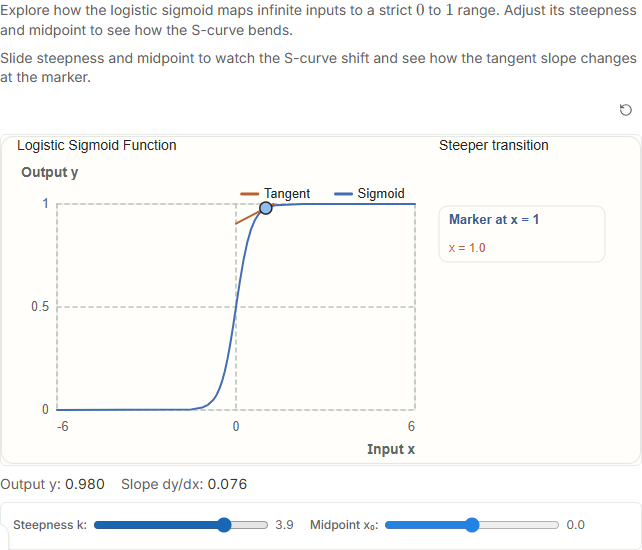 Explore how the logistic sigmoid maps infinite inputs to a strict 0 to 1 range. Adjust its steepness
and midpoint to see how the S-curve bends.
Slide steepness and midpoint to watch the S-curve shift and see how the tangent slope changes
at the marker.
Logistic Sigmoid Function
Steeper transition
Output y
Tangent
Sigmoid
1
Marker at x = 1
x = 1.0
0.5
0
-6
0
6
Input x
Output y: 0.980 Slope dy/dx: 0.076
Steepness k: 3.9 Midpoint x₀: 0.0